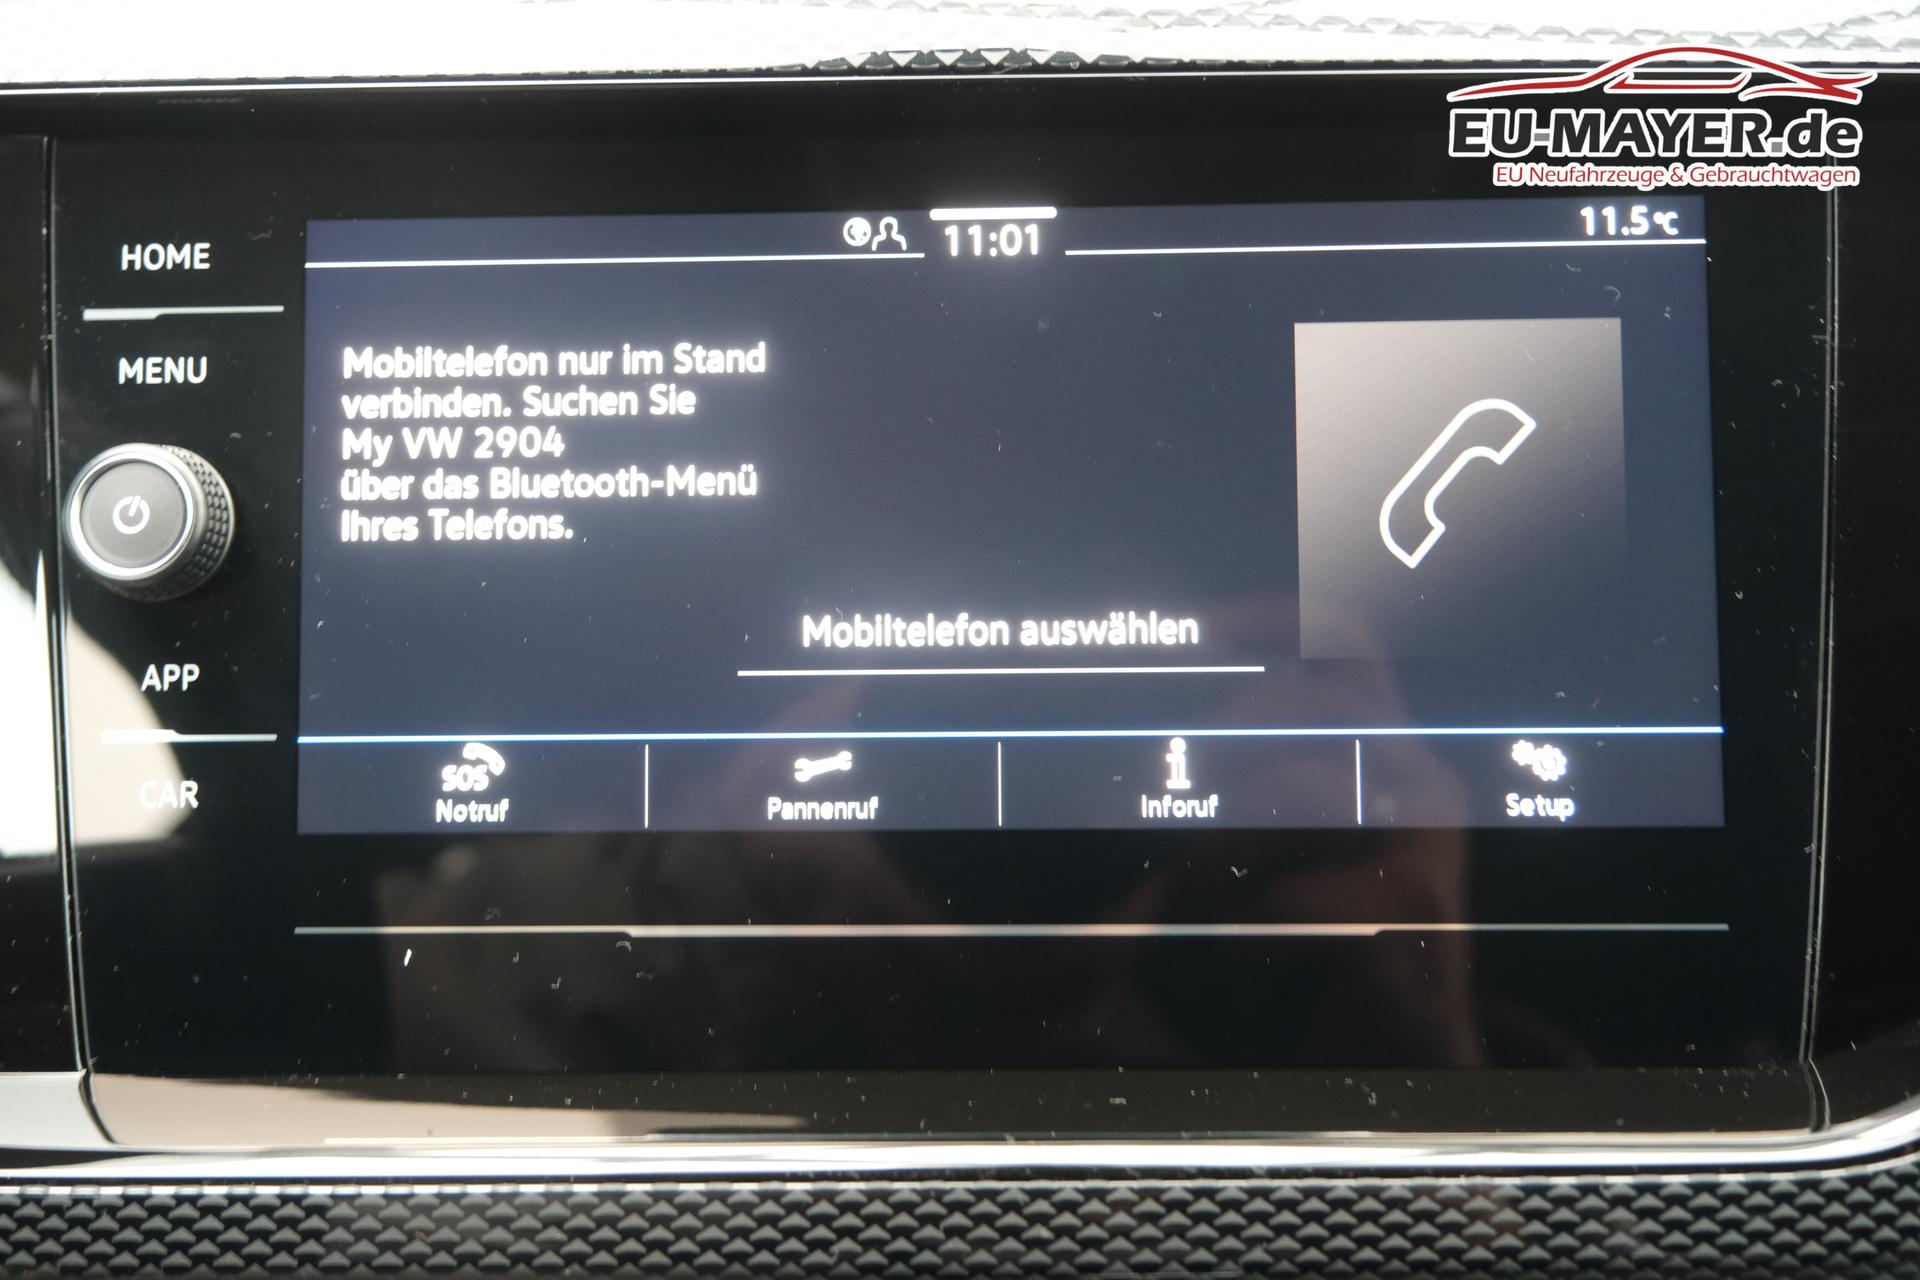 EU-MAYER.de
EU Neufahrzeuge & Gebrauchtwagen
HOME
MENU
APP
CAR
11:01
11.5°C
Mobiltelefon nur im Stand
verbinden. Suchen Sie
My VW 2904
über das Bluetooth-Menü
Ihres Telefons.
Mobiltelefon auswählen
SOS
Notruf
Pannenruf
Inforuf
Setup